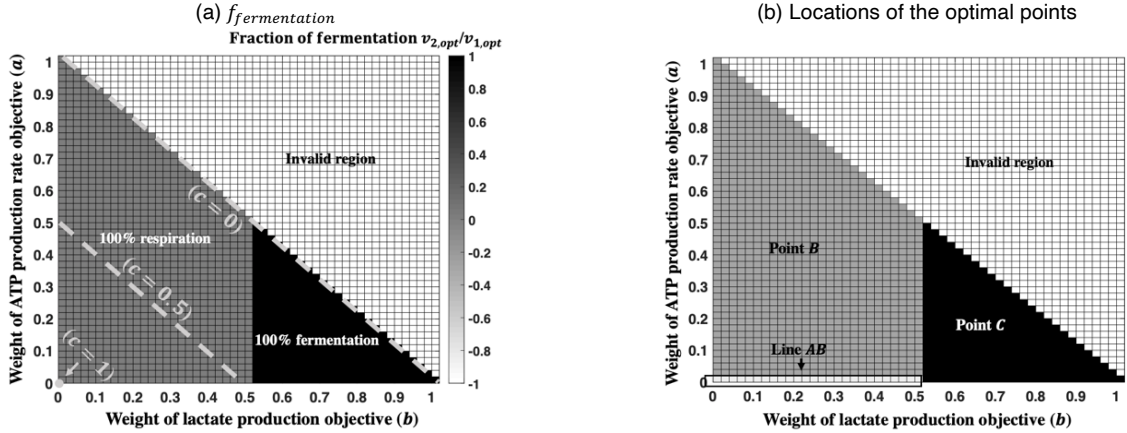 (a) f_fermentation
Fraction of fermentation v_2,opt/v_1,opt
Weight of ATP production rate objective (a)
1
0.9
0.8
0.7
0.6
0.5
0.4
0.3
0.2
0.1
0
Invalid region
(c = 0)
100% respiration
(c = 0.5)
100% fermentation
(c = 1)
0 0.1 0.2 0.3 0.4 0.5 0.6 0.7 0.8 0.9 1
Weight of lactate production objective (b)
1
0.8
0.6
0.4
0.2
0
-0.2
-0.4
-0.6
-0.8
-1
(b) Locations of the optimal points
Weight of ATP production rate objective (a)
1
0.9
0.8
0.7
0.6
0.5
0.4
0.3
0.2
0.1
0
Invalid region
Point B
Point C
Line AB
0 0.1 0.2 0.3 0.4 0.5 0.6 0.7 0.8 0.9 1
Weight of lactate production objective (b)